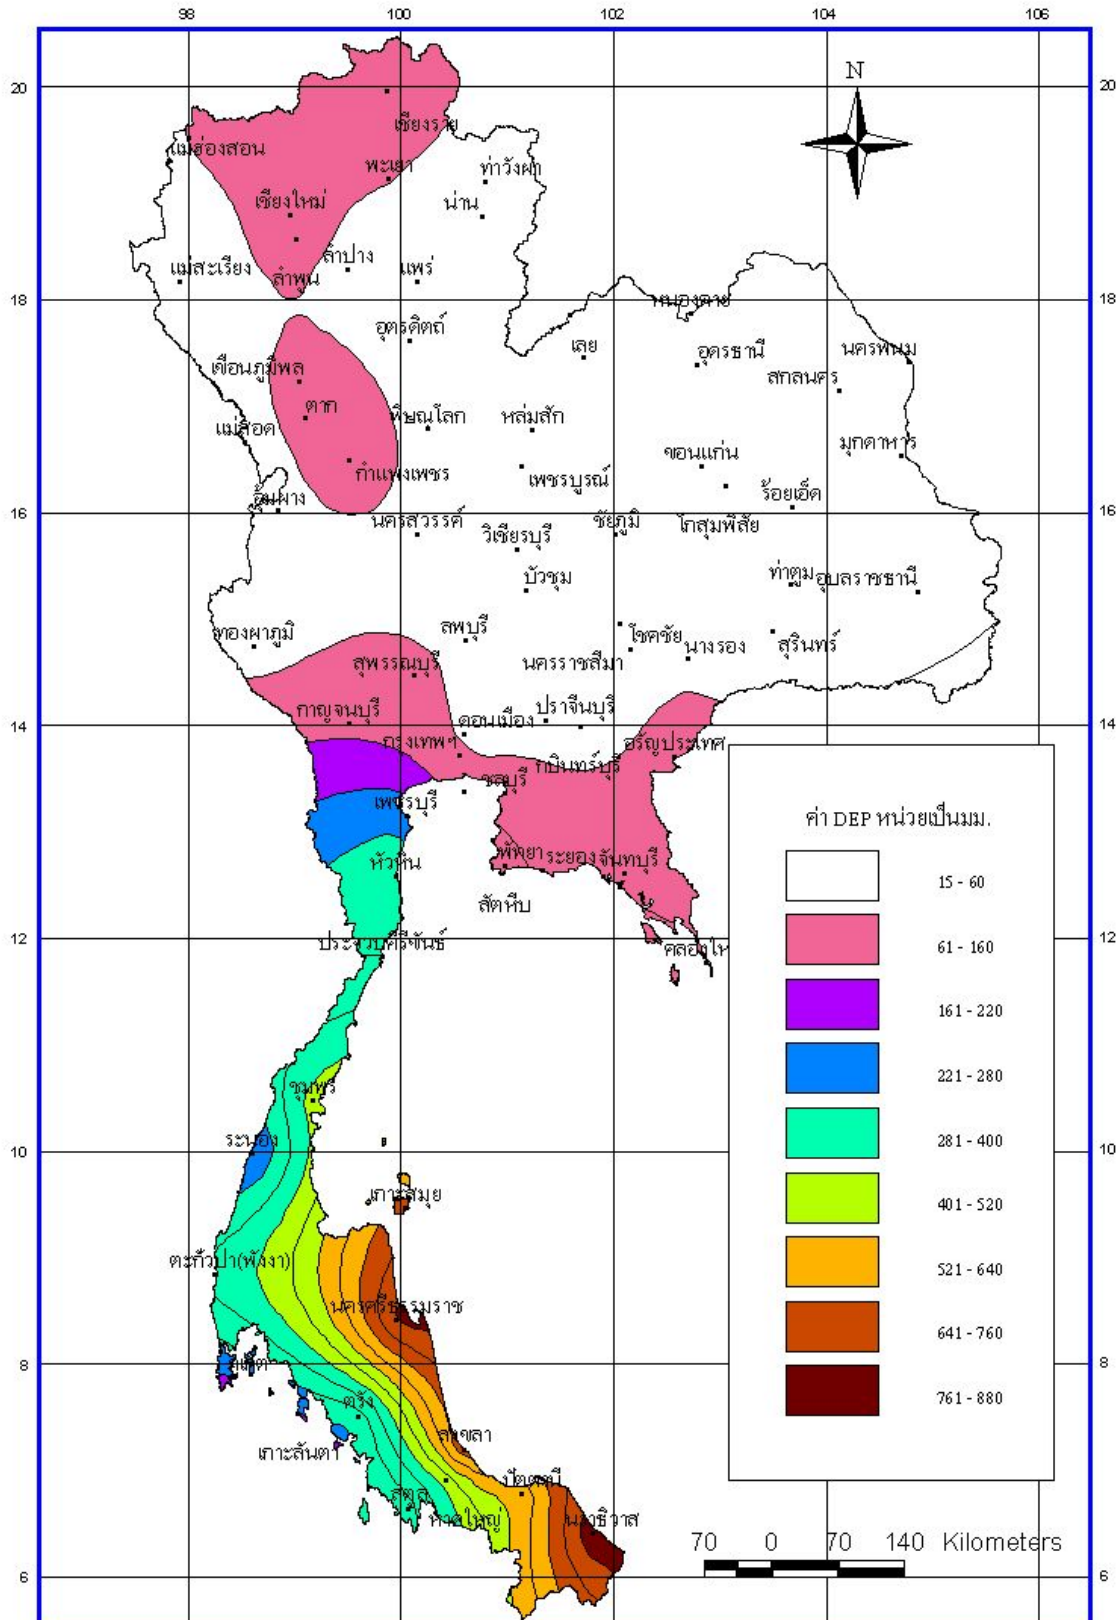 98 100 102 104 106
N
20 20
เชียงราย
แม่ฮ่องสอน
พะเยา
ท่าวังผา
เชียงใหม่
น่าน
ลำปาง
แม่สะเรียง
แพร่
ลำพูน
18 18
หนองคาย
อุตรดิตถ์
เลย
อุดรธานี
นครพนม
เขื่อนภูมิพล
สกลนคร
ตาก
แม่สอด
พิษณุโลก
หล่มสัก
มุกดาหาร
ขอนแก่น
กำแพงเพชร
เพชรบูรณ์
ร้อยเอ็ด
อุ้มผาง
16 16
นครสวรรค์
วิเชียรบุรี
ชัยภูมิ
โกสุมพิสัย
บัวชุม
ท่าตูม
อุบลราชธานี
ทองผาภูมิ
ลพบุรี
โชคชัย
นางรอง
สุรินทร์
สุพรรณบุรี
นครราชสีมา
กาญจนบุรี
ดอนเมือง
ปราจีนบุรี
14 14
กรุงเทพฯ
อรัญประเทศ
ชลบุรี
กบินทร์บุรี
เพชรบุรี
ค่า DEP หน่วยเป็นมม.
หัวหิน
พัทยา
ระยอง
จันทบุรี
15 - 60
สัตหีบ
12 12
ประจวบคีรีขันธ์
คลองให
61 - 160
161 - 220
221 - 280
ชุมพร
ระนอง
281 - 400
10 10
เกาะสมุย
401 - 520
ตะกั่วป่า(พังงา)
521 - 640
นครศรีธรรมราช
641 - 760
8 8
ภูเก็ต
ตรัง
761 - 880
สงขลา
เกาะลันตา
ปัตตานี
สตูล
หาดใหญ่
นราธิวาส
70 0 70 140 Kilometers
6 6